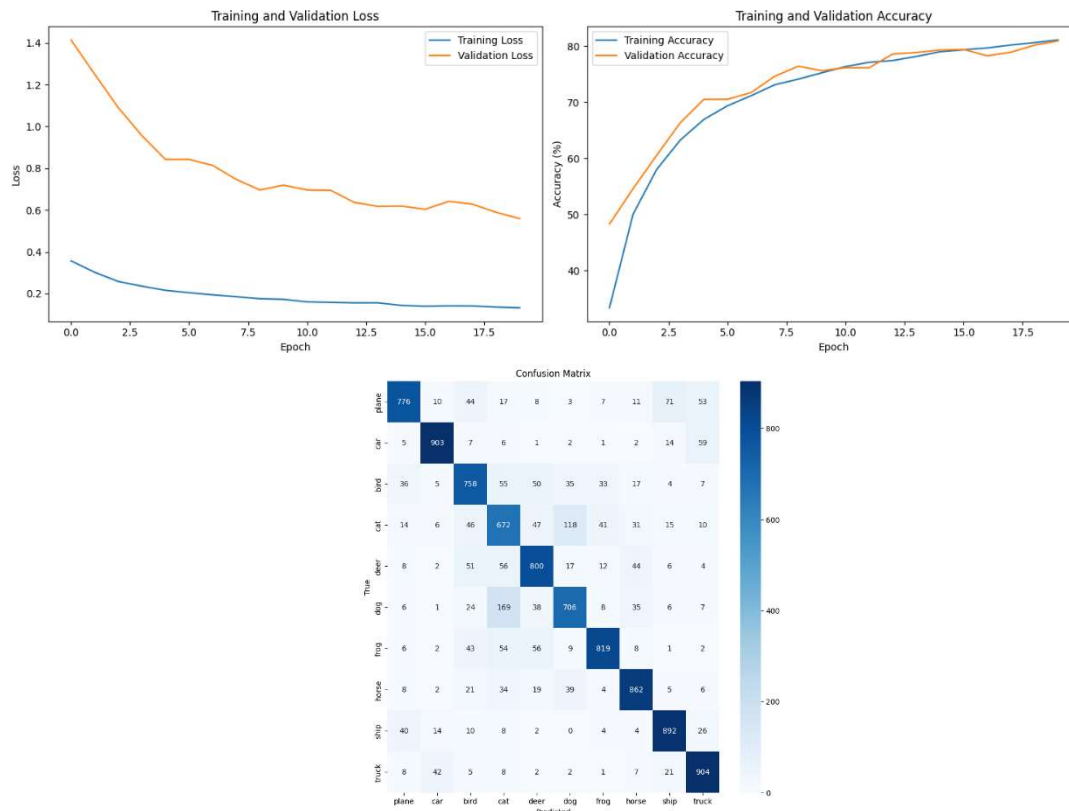 Training and Validation Loss
Training Loss
Validation Loss
1.4
1.2
1.0
0.8
0.6
0.4
0.2
Loss
0.0 2.5 5.0 7.5 10.0 12.5 15.0 17.5
Epoch
Training and Validation Accuracy
Training Accuracy
Validation Accuracy
80
70
60
50
40
Accuracy (%)
0.0 2.5 5.0 7.5 10.0 12.5 15.0 17.5
Epoch
Confusion Matrix
plane 776 10 44 17 8 3 7 11 71 53
car 5 903 7 6 1 2 1 2 14 59
bird 36 5 758 55 50 35 33 17 4 7
cat 14 6 46 672 47 118 41 31 15 10
deer 8 2 51 56 800 17 12 44 6 4
True
dog 6 1 24 169 38 706 8 35 6 7
frog 6 2 43 54 56 9 819 8 1 2
horse 8 2 21 34 19 39 4 862 5 6
ship 40 14 10 8 2 0 4 4 892 26
truck 8 42 5 8 2 2 1 7 21 904
plane car bird cat deer dog frog horse ship truck
Predicted
800
600
400
200
0